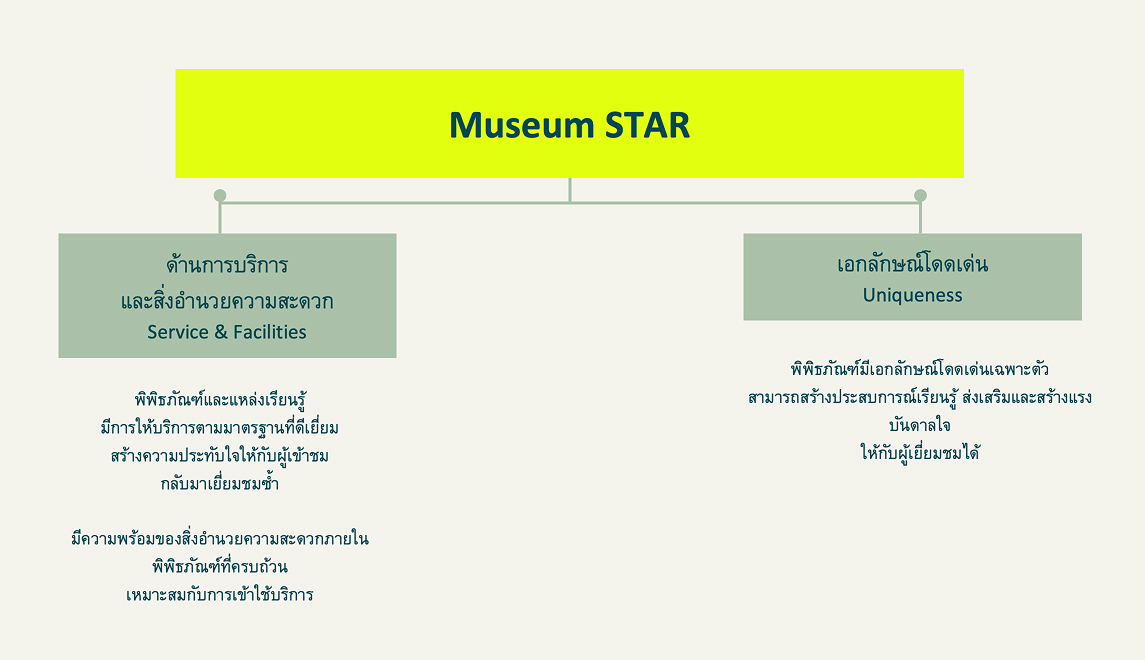 Museum STAR
ด้านการบริการ
และสิ่งอำนวยความสะดวก
Service & Facilities
พิพิธภัณฑ์และแหล่งเรียนรู้
มีการให้บริการตามมาตรฐานที่ดีเยี่ยม
สร้างความประทับใจให้กับผู้เข้าชม
กลับมาเยี่ยมชมซ้ำ
มีความพร้อมของสิ่งอำนวยความสะดวกภายใน
พิพิธภัณฑ์ที่ครบถ้วน
เหมาะสมกับการเข้าใช้บริการ
เอกลักษณ์โดดเด่น
Uniqueness
พิพิธภัณฑ์มีเอกลักษณ์โดดเด่นเฉพาะตัว
สามารถสร้างประสบการณ์เรียนรู้ ส่งเสริมและสร้างแรง
บันดาลใจ
ให้กับผู้เยี่ยมชมได้